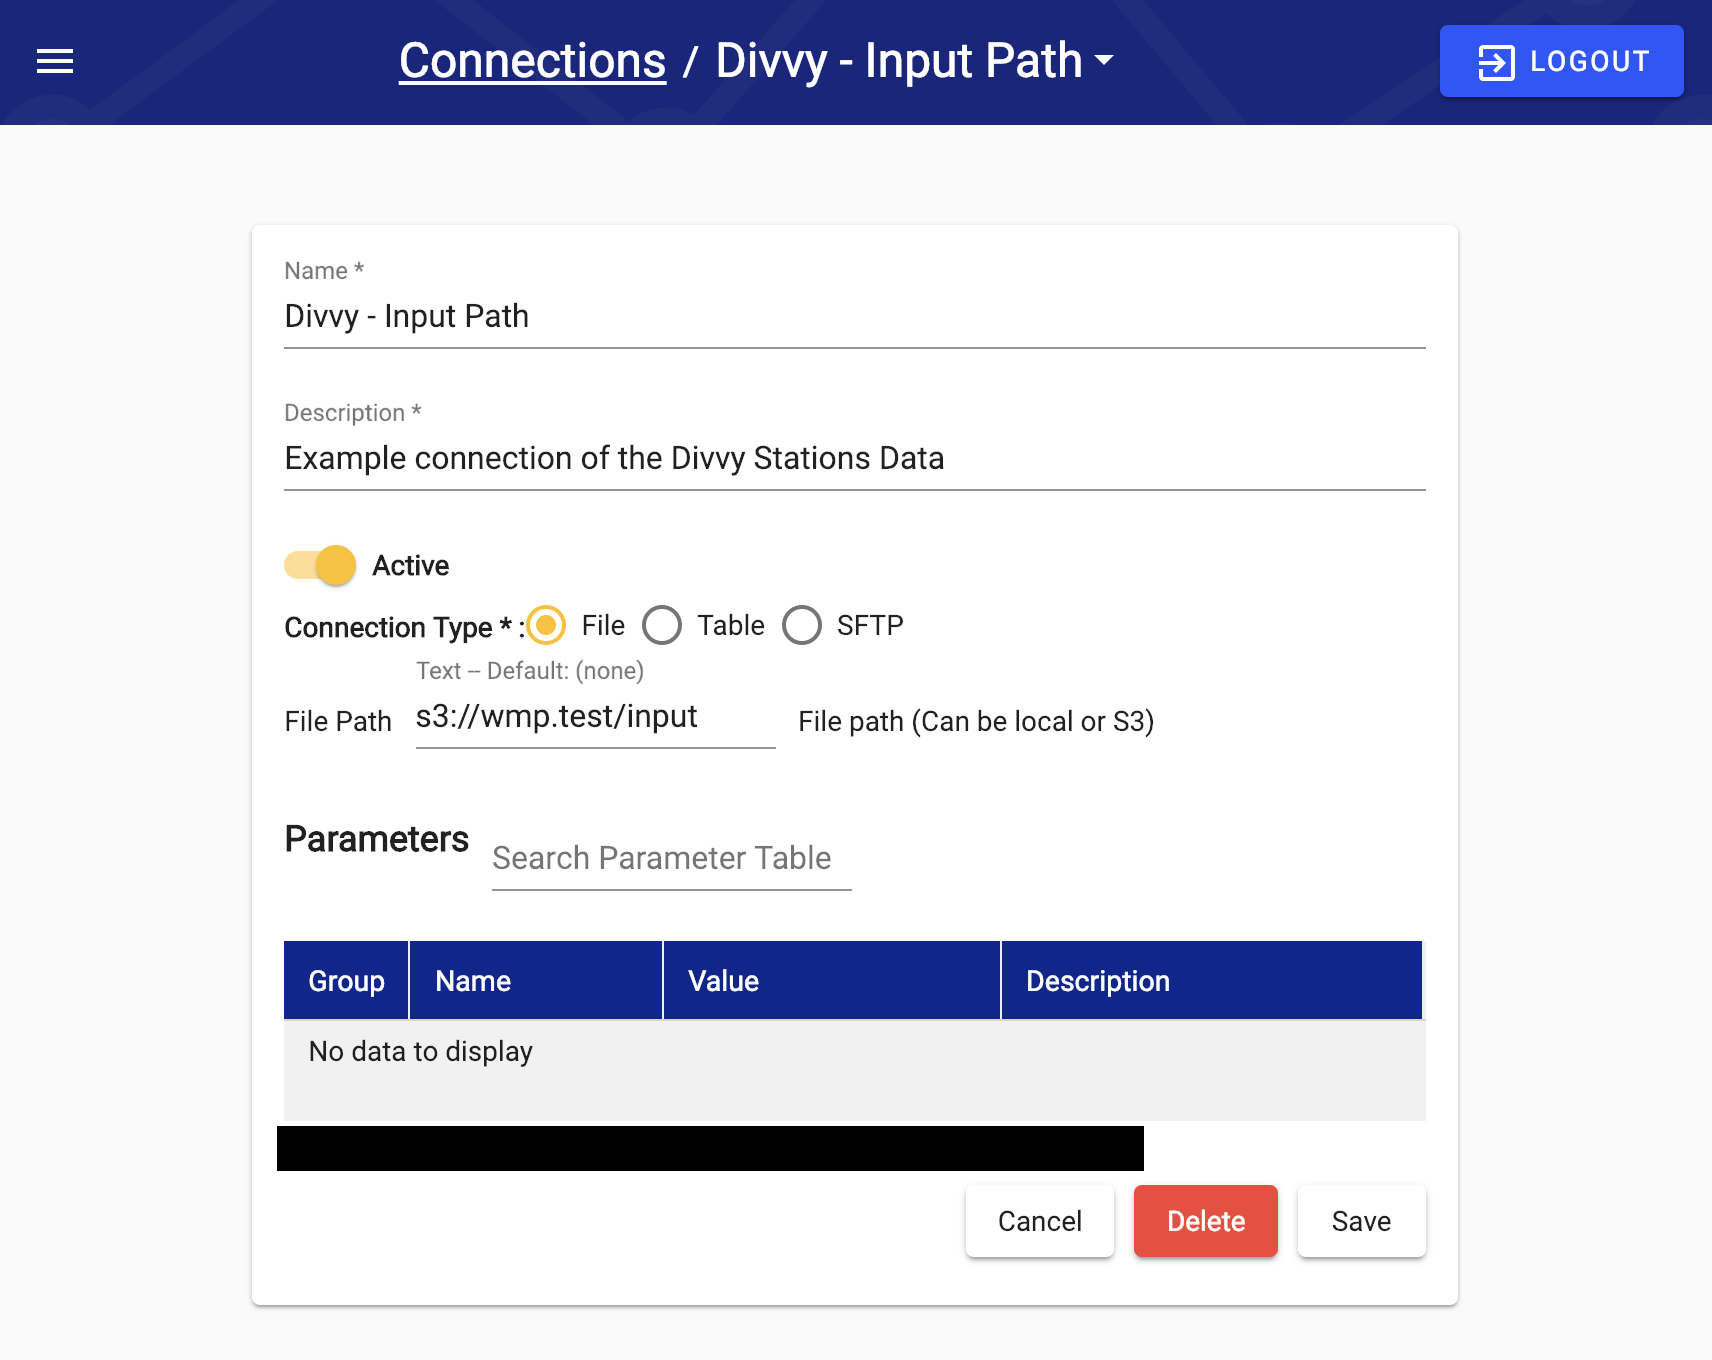 Connections / Divvy - Input Path
LOGOUT
Name *
Divvy - Input Path
Description *
Example connection of the Divvy Stations Data
Active
Connection Type * : File Table SFTP
Text -- Default: (none)
File Path s3://wmp.test/input File path (Can be local or S3)
Parameters
Search Parameter Table
Group Name Value Description
No data to display
Cancel Delete Save